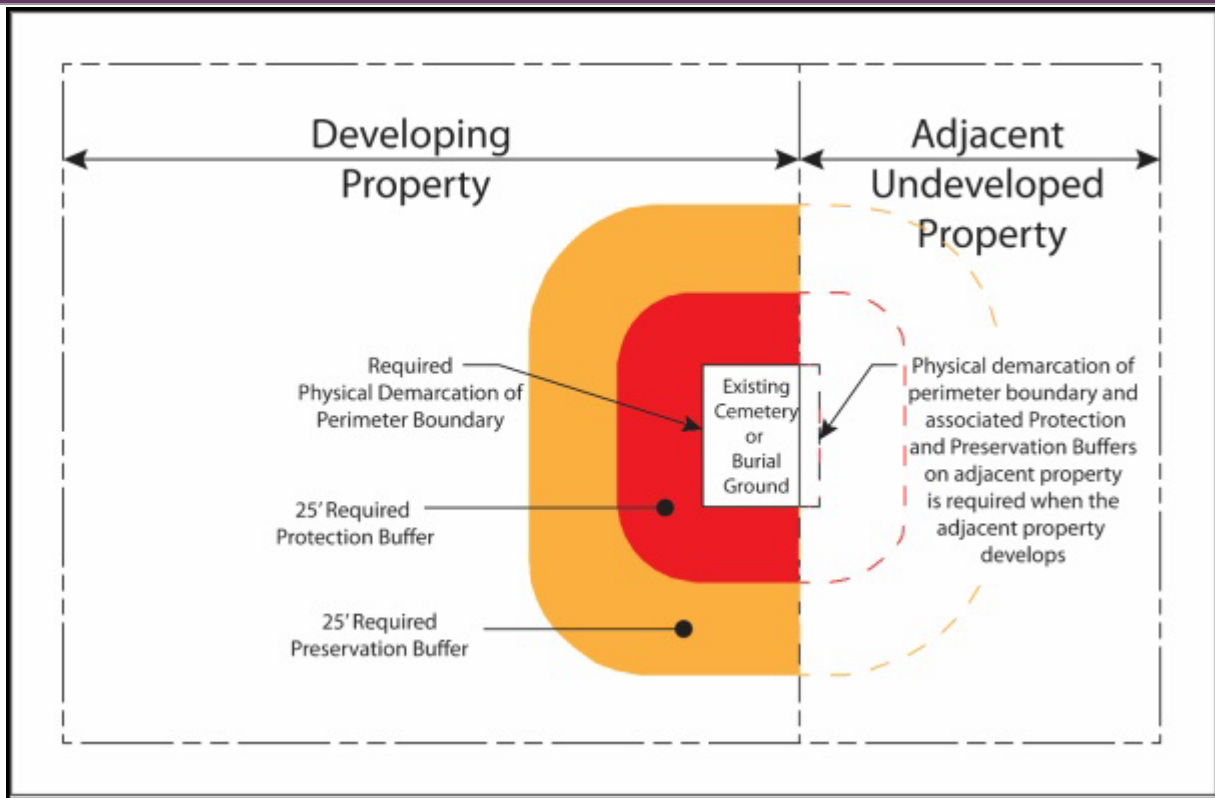 Developing
Property
Adjacent
Undeveloped
Property
Required
Physical Demarcation of
Perimeter Boundary
Existing
Cemetery
or
Burial
Ground
Physical demarcation of
perimeter boundary and
associated Protection
and Preservation Buffers
on adjacent property
is required when the
adjacent property
develops
25' Required
Protection Buffer
25' Required
Preservation Buffer